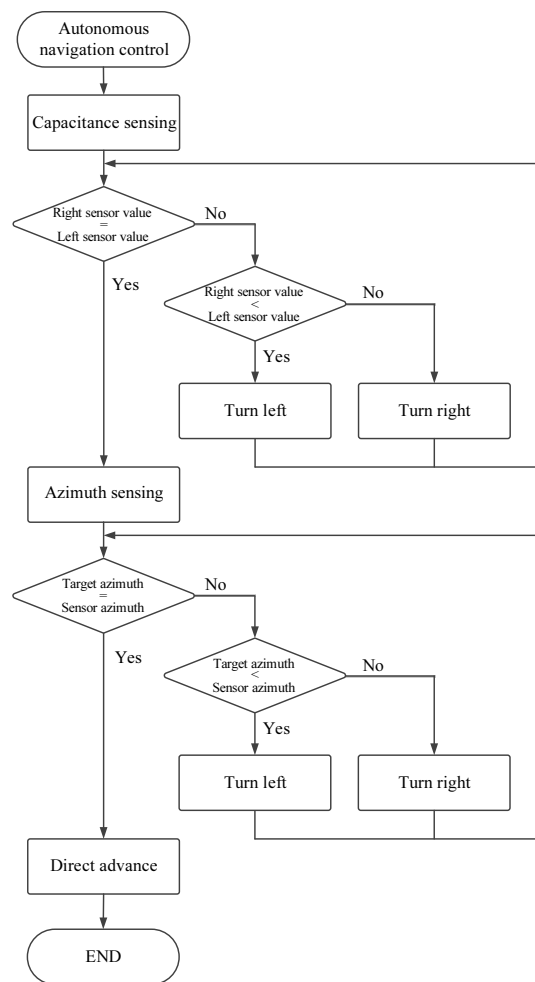 Autonomous
navigation control
Capacitance sensing
Right sensor value
=
Left sensor value
No
Yes
Right sensor value
<
Left sensor value
No
Yes
Turn left
Turn right
Azimuth sensing
Target azimuth
=
Sensor azimuth
No
Yes
Target azimuth
<
Sensor azimuth
No
Yes
Turn left
Turn right
Direct advance
END